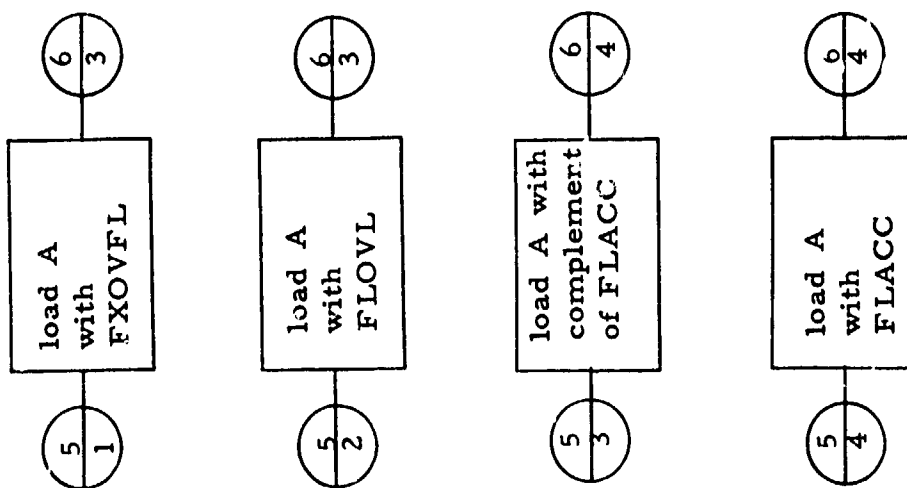 5
1
load A
with
FXOVFL
6
3
5
2
load A
with
FLOVL
6
3
5
3
load A with
complement
of FLACC
6
4
5
4
load A
with
FLACC
6
4